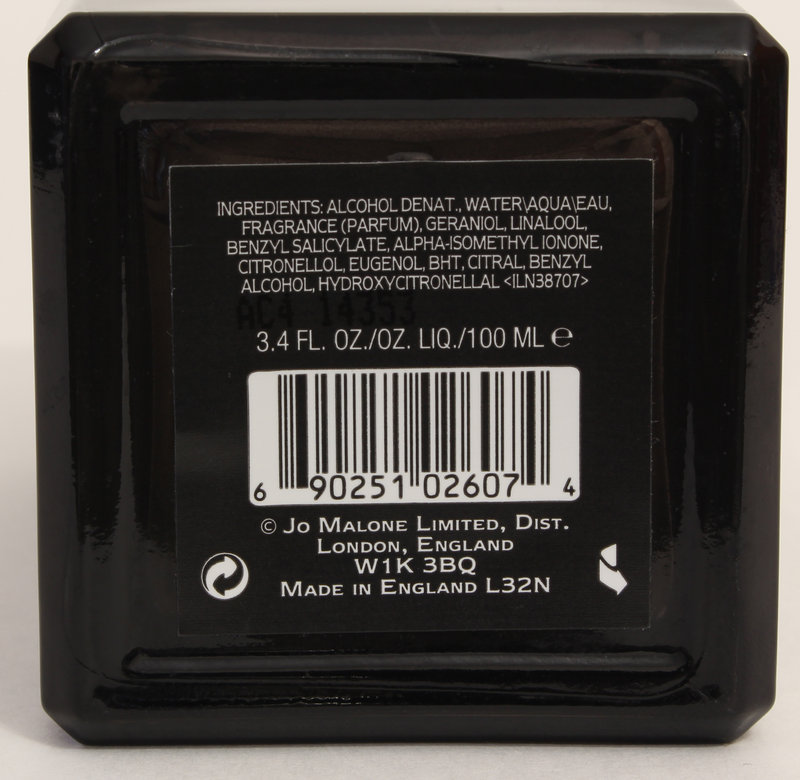 INGREDIENTS: ALCOHOL DENAT., WATER\AQUA\EAU,
FRAGRANCE (PARFUM), GERANIOL, LINALOOL,
BENZYL SALICYLATE, ALPHA-ISOMETHYL IONONE,
CITRONELLOL, EUGENOL, BHT, CITRAL, BENZYL
ALCOHOL, HYDROXYCITRONELLAL <ILN38707>
AC4 14353
3.4 FL. OZ./OZ. LIQ./100 ML ℮
6 90251 02607 4
© JO MALONE LIMITED, DIST.
LONDON, ENGLAND
W1K 3BQ
MADE IN ENGLAND L32N